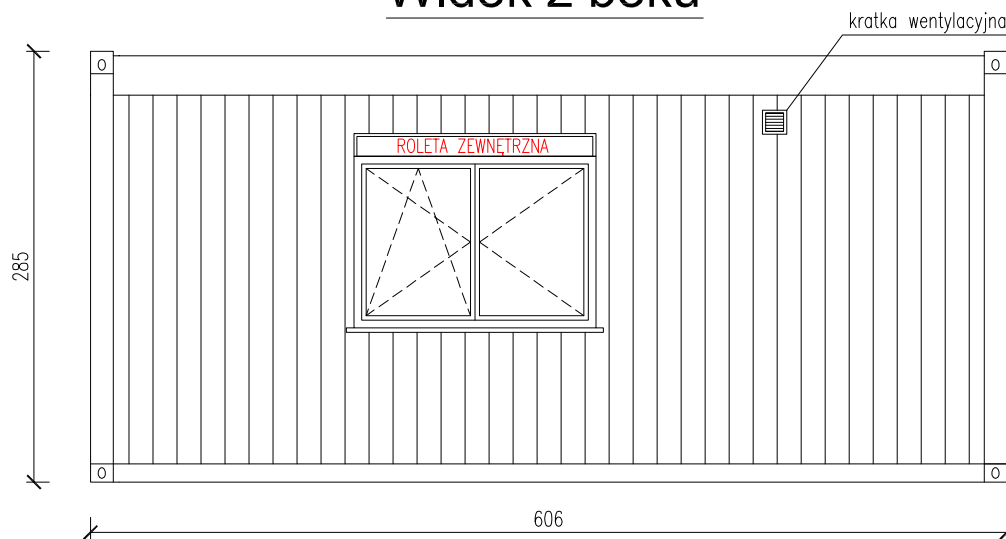 Widok z boku
kratka wentylacyjna
ROLETA ZEWNĘTRZNA
285
606